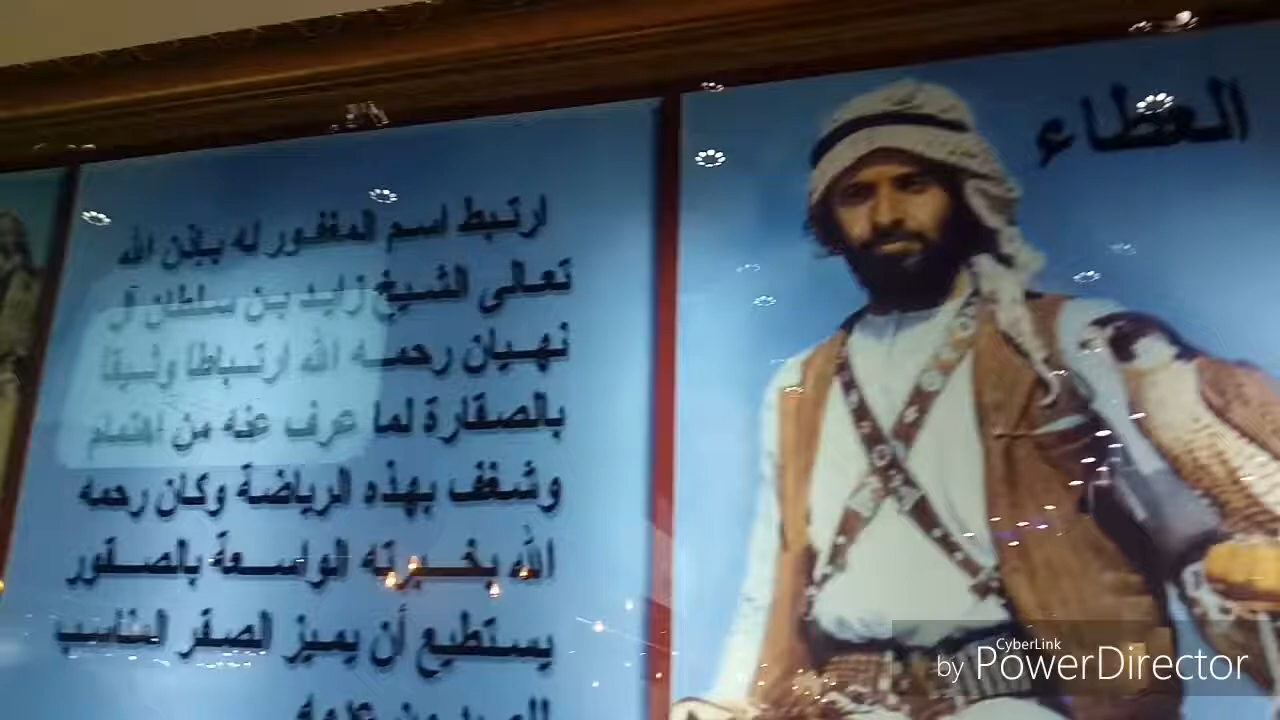 العطاء
ارتبط اسم المغفور له بإذن الله
تعالى الشيخ زايد بن سلطان آل
نهيان رحمه الله ارتباطا وثيقا
بالصقارة لما عرف عنه من اهتمام
وشغف بهذه الرياضة وكان رحمه
الله بخبرته الواسعة بالصقور
يستطيع أن يميز الصقر المناسب
للصيد من
CyberLink
by PowerDirector